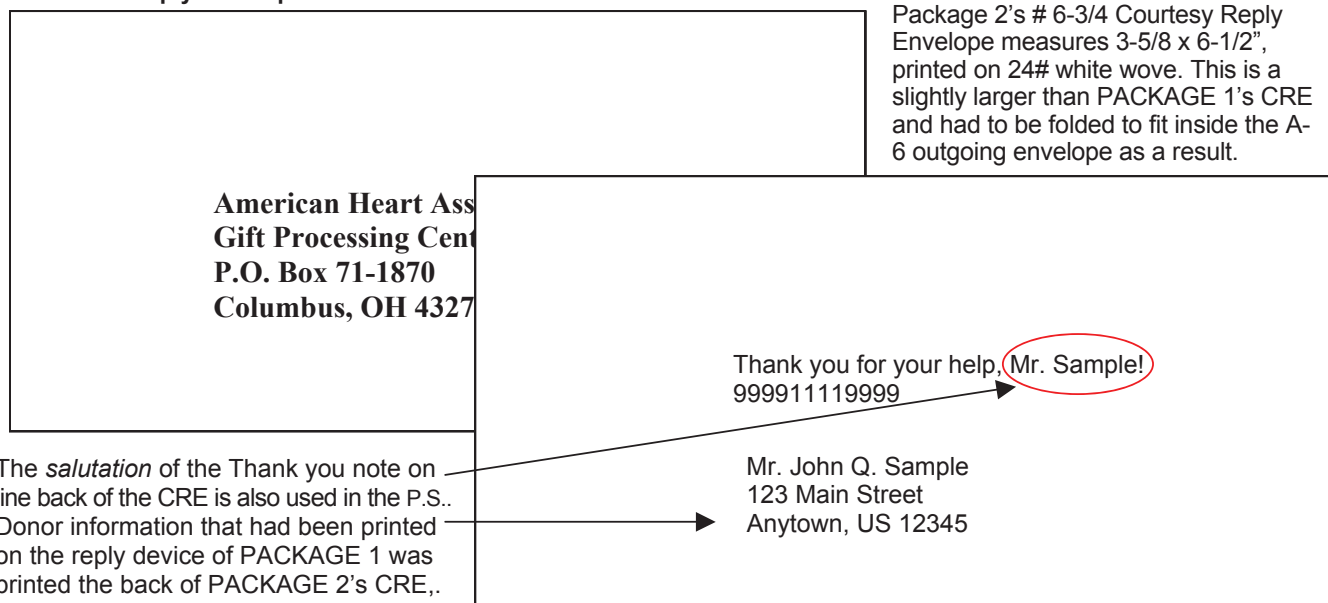 Package 2's # 6-3/4 Courtesy Reply
Envelope measures 3-5/8 x 6-1/2”,
printed on 24# white wove. This is a
slightly larger than PACKAGE 1's CRE
and had to be folded to fit inside the A-
6 outgoing envelope as a result.
American Heart Ass
Gift Processing Cent
P.O. Box 71-1870
Columbus, OH 4327
Thank you for your help, Mr. Sample!
999911119999
Mr. John Q. Sample
123 Main Street
Anytown, US 12345
The salutation of the Thank you note on
back of the CRE is also used in the P.S..
Donor information that had been printed
on the reply device of PACKAGE 1 was
printed the back of PACKAGE 2's CRE,.